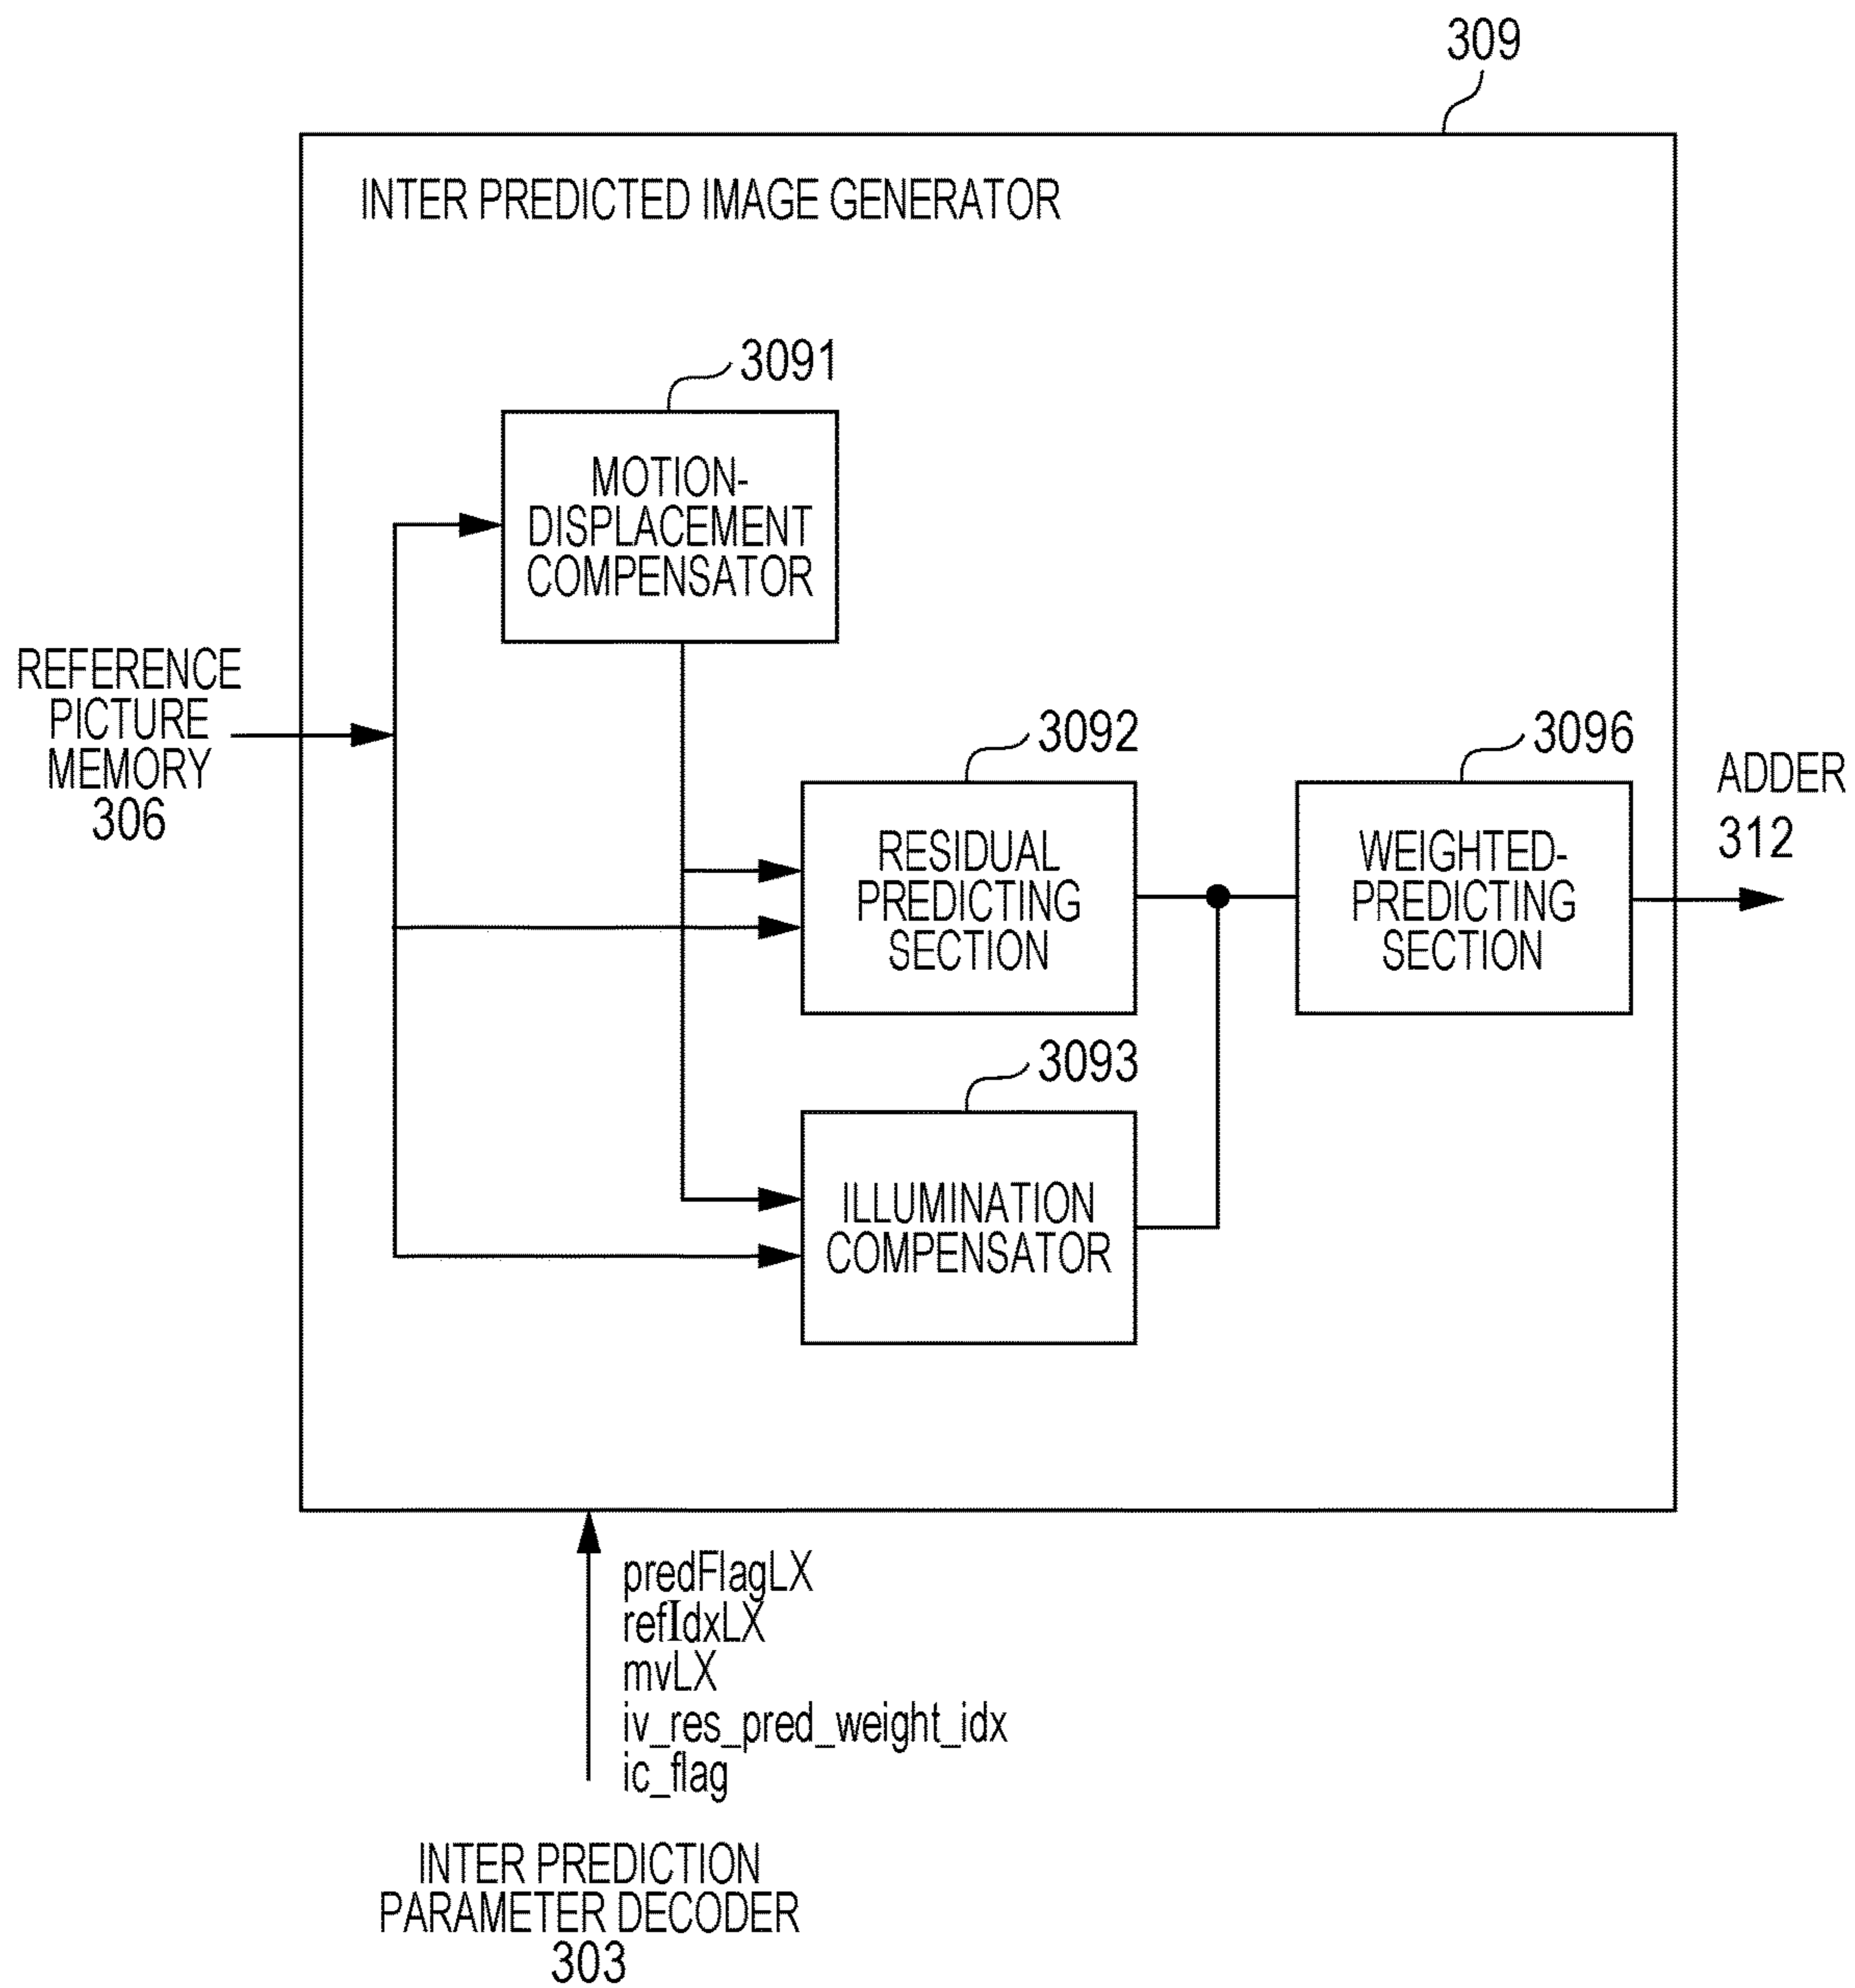 309
INTER PREDICTED IMAGE GENERATOR
3091
MOTION-
DISPLACEMENT
COMPENSATOR
REFERENCE
PICTURE
MEMORY
306
3092
RESIDUAL
PREDICTING
SECTION
3096
WEIGHTED-
PREDICTING
SECTION
ADDER
312
3093
ILLUMINATION
COMPENSATOR
predFlagLX
refIdxLX
mvLX
iv_res_pred_weight_idx
ic_flag
INTER PREDICTION
PARAMETER DECODER
303